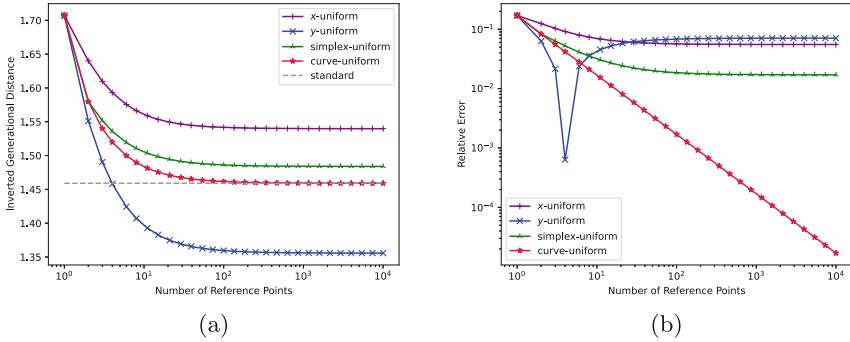 1.70
1.65
1.60
1.55
1.50
1.45
1.40
1.35
Inverted Generational Distance
x-uniform
y-uniform
simplex-uniform
curve-uniform
standard
10⁰
10¹
10²
10³
10⁴
Number of Reference Points
(a)
10⁻¹
10⁻²
10⁻³
10⁻⁴
Relative Error
x-uniform
y-uniform
simplex-uniform
curve-uniform
10⁰
10¹
10²
10³
10⁴
Number of Reference Points
(b)